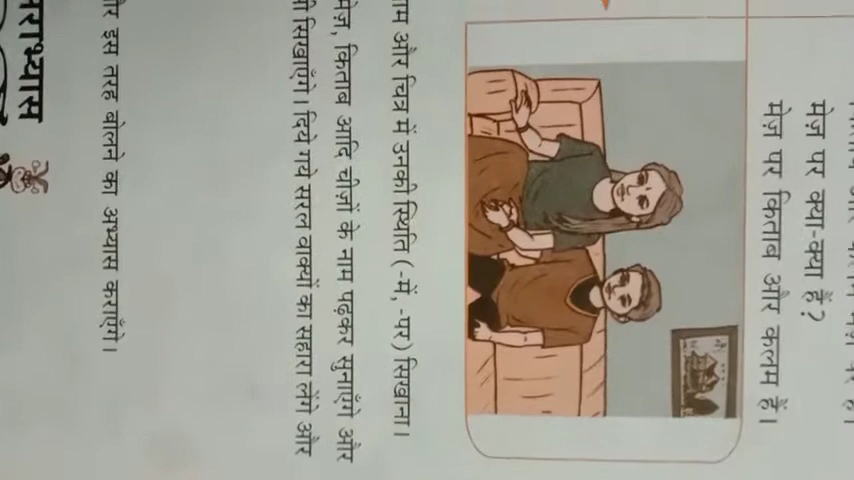 मेज़ पर क्या-क्या हैं?
मेज़ पर किताब और कलम हैं।
और चित्र में उनकी स्थिति (-में, -पर) सिखाना।
किताब आदि चीज़ों के नाम पढ़कर सुनाएँगे और
सिखाएँगे। दिये गये सरल वाक्यों का सहारा लेंगे और
इस तरह बोलने का अभ्यास कराएँगे।